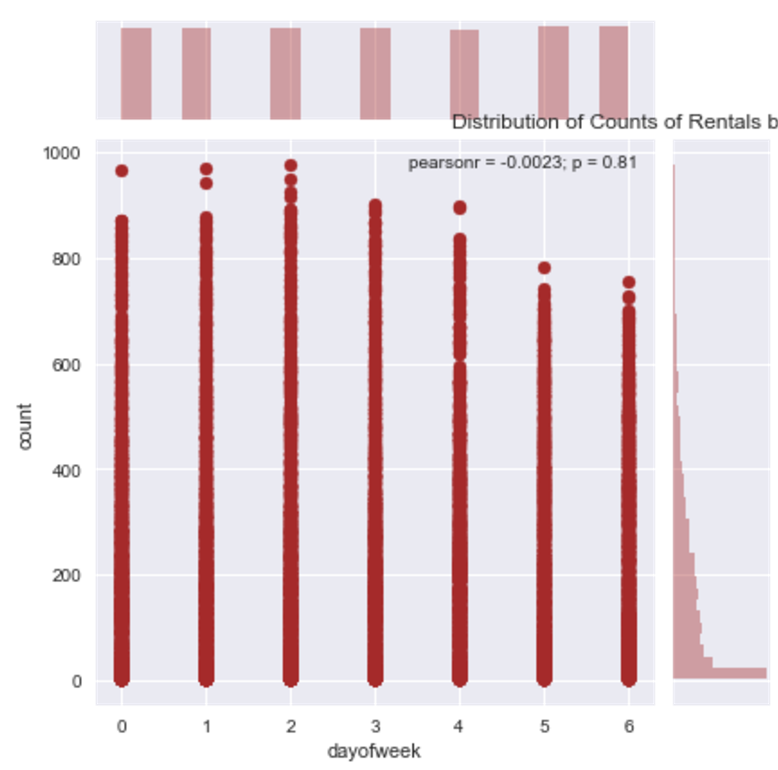 Distribution of Counts of Rentals b
pearsonr = -0.0023; p = 0.81
1000
800
600
400
200
0
count
0 1 2 3 4 5 6
dayofweek